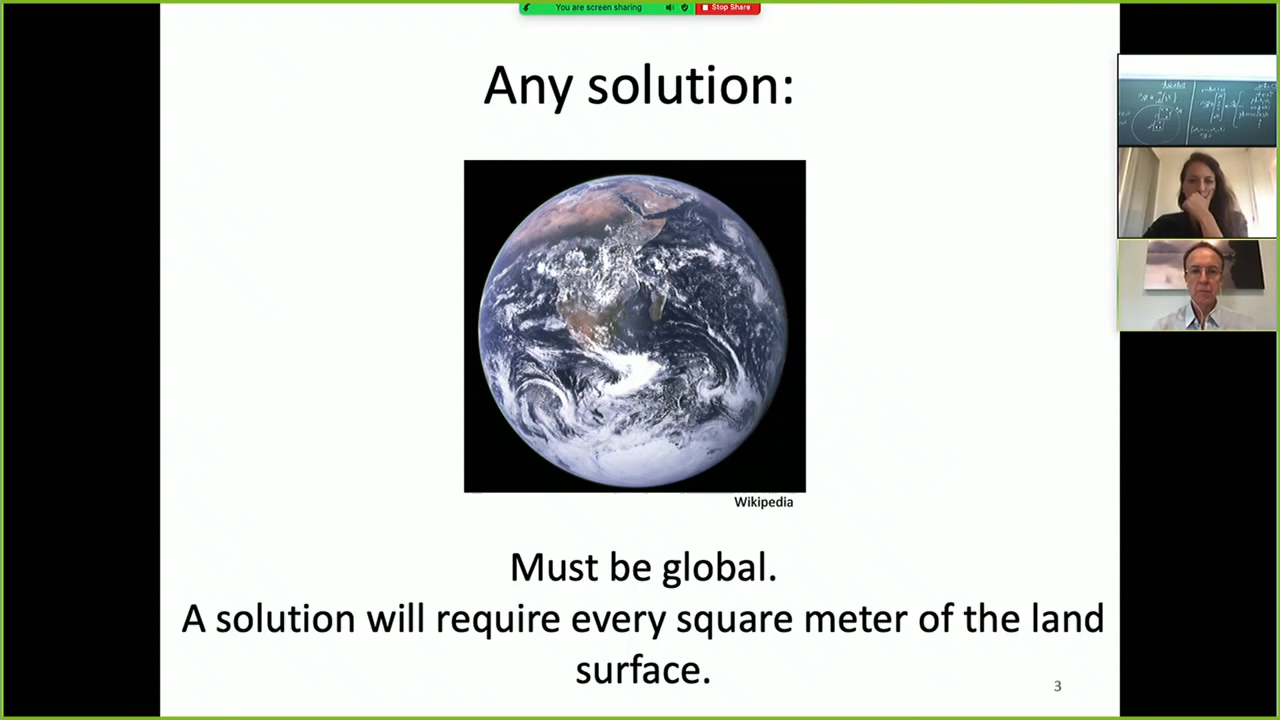 You are screen sharing
Stop Share
Any solution:
Wikipedia
Must be global.
A solution will require every square meter of the land
surface.
3